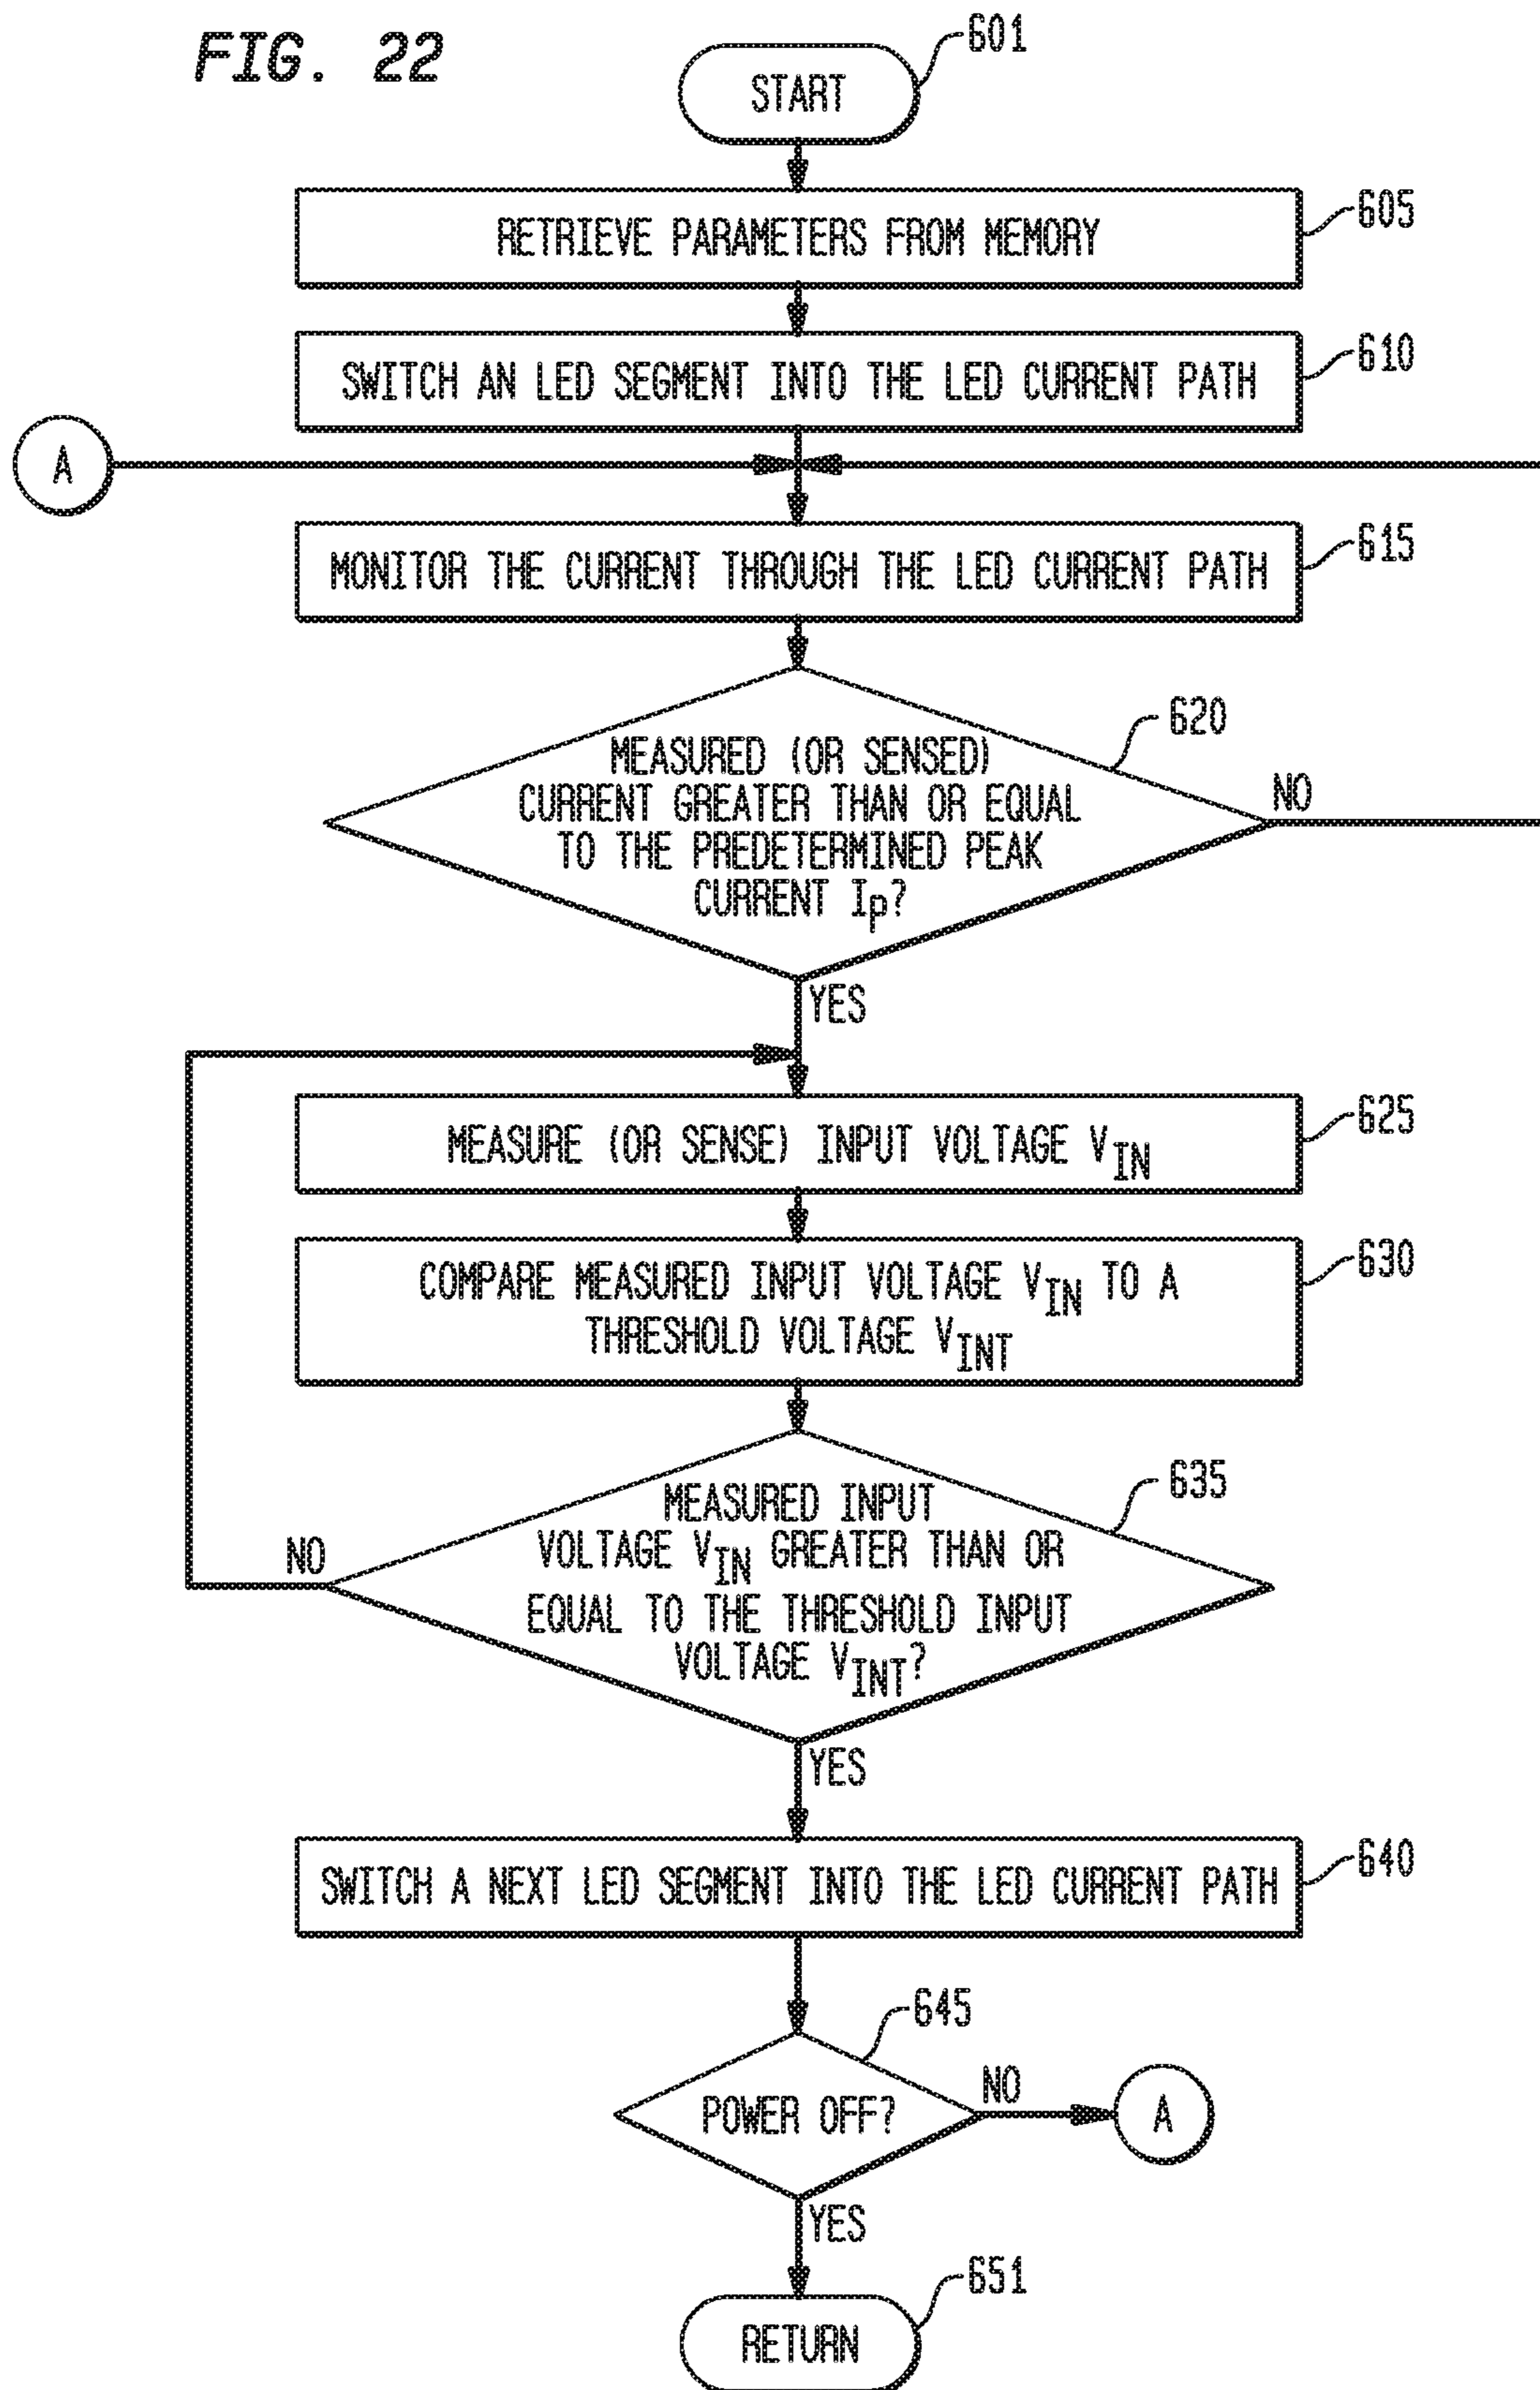 FIG. 22
START
601
RETRIEVE PARAMETERS FROM MEMORY
605
SWITCH AN LED SEGMENT INTO THE LED CURRENT PATH
610
A
MONITOR THE CURRENT THROUGH THE LED CURRENT PATH
615
620
MEASURED (OR SENSED)
CURRENT GREATER THAN OR EQUAL
TO THE PREDETERMINED PEAK
CURRENT Ip?
NO
YES
MEASURE (OR SENSE) INPUT VOLTAGE VIN
625
COMPARE MEASURED INPUT VOLTAGE VIN TO A
THRESHOLD VOLTAGE VINT
630
635
MEASURED INPUT
VOLTAGE VIN GREATER THAN OR
EQUAL TO THE THRESHOLD INPUT
VOLTAGE VINT?
NO
YES
SWITCH A NEXT LED SEGMENT INTO THE LED CURRENT PATH
640
645
POWER OFF?
NO
A
YES
651
RETURN